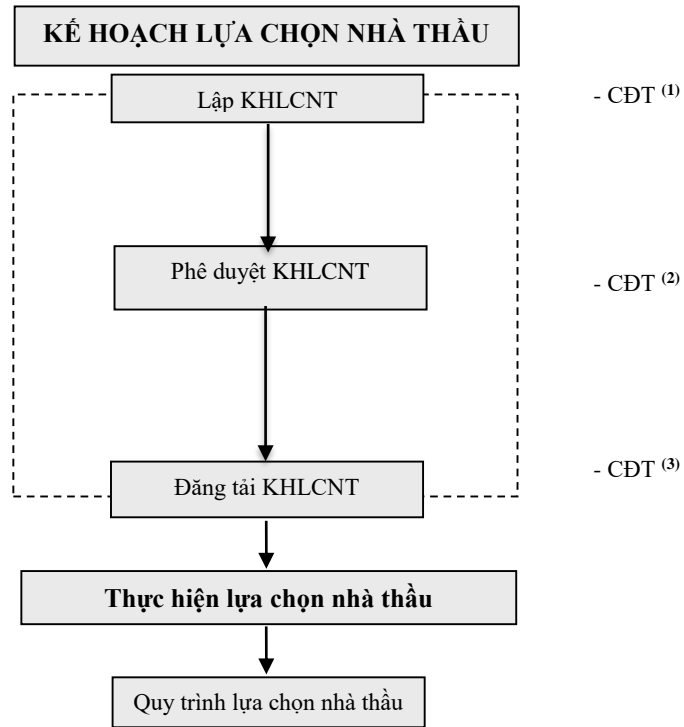 KẾ HOẠCH LỰA CHỌN NHÀ THẦU
Lập KHLCNT
- CĐT (1)
Phê duyệt KHLCNT
- CĐT (2)
Đăng tải KHLCNT
- CĐT (3)
Thực hiện lựa chọn nhà thầu
Quy trình lựa chọn nhà thầu